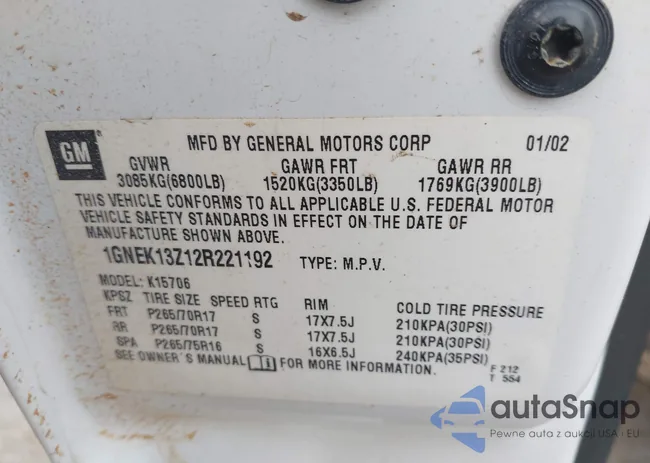 GM
MFD BY GENERAL MOTORS CORP 01/02
GVWR GAWR FRT GAWR RR
3085KG(6800LB) 1520KG(3350LB) 1769KG(3900LB)
THIS VEHICLE CONFORMS TO ALL APPLICABLE U.S. FEDERAL MOTOR
VEHICLE SAFETY STANDARDS IN EFFECT ON THE DATE OF
MANUFACTURE SHOWN ABOVE.
1GNEK13Z12R221192 TYPE: M.P.V.
MODEL: K15706
KPSZ TIRE SIZE SPEED RTG RIM COLD TIRE PRESSURE
FRT P265/70R17 S 17X7.5J 210KPA(30PSI)
RR P265/70R17 S 17X7.5J 210KPA(30PSI)
SPA P265/75R16 S 16X6.5J 240KPA(35PSI)
SEE OWNER'S MANUAL FOR MORE INFORMATION.
F 212
T 554
autaSnap
Pewne auta z aukcji USA - EU